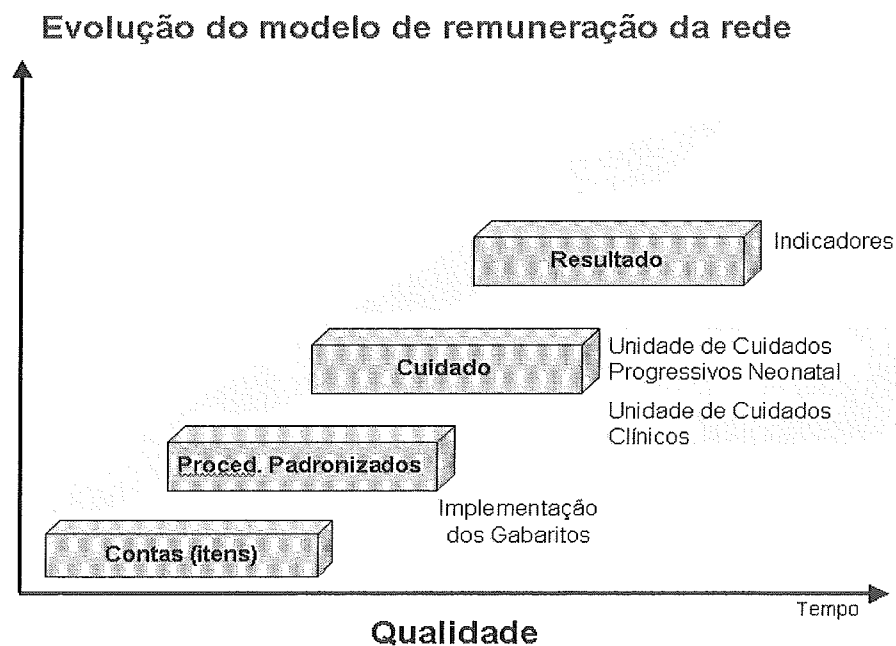 Evolução do modelo de remuneração da rede
Resultado
Indicadores
Cuidado
Unidade de Cuidados
Progressivos Neonatal
Unidade de Cuidados
Clínicos
Proced. Padronizados
Implementação
dos Gabaritos
Contas (itens)
Tempo
Qualidade